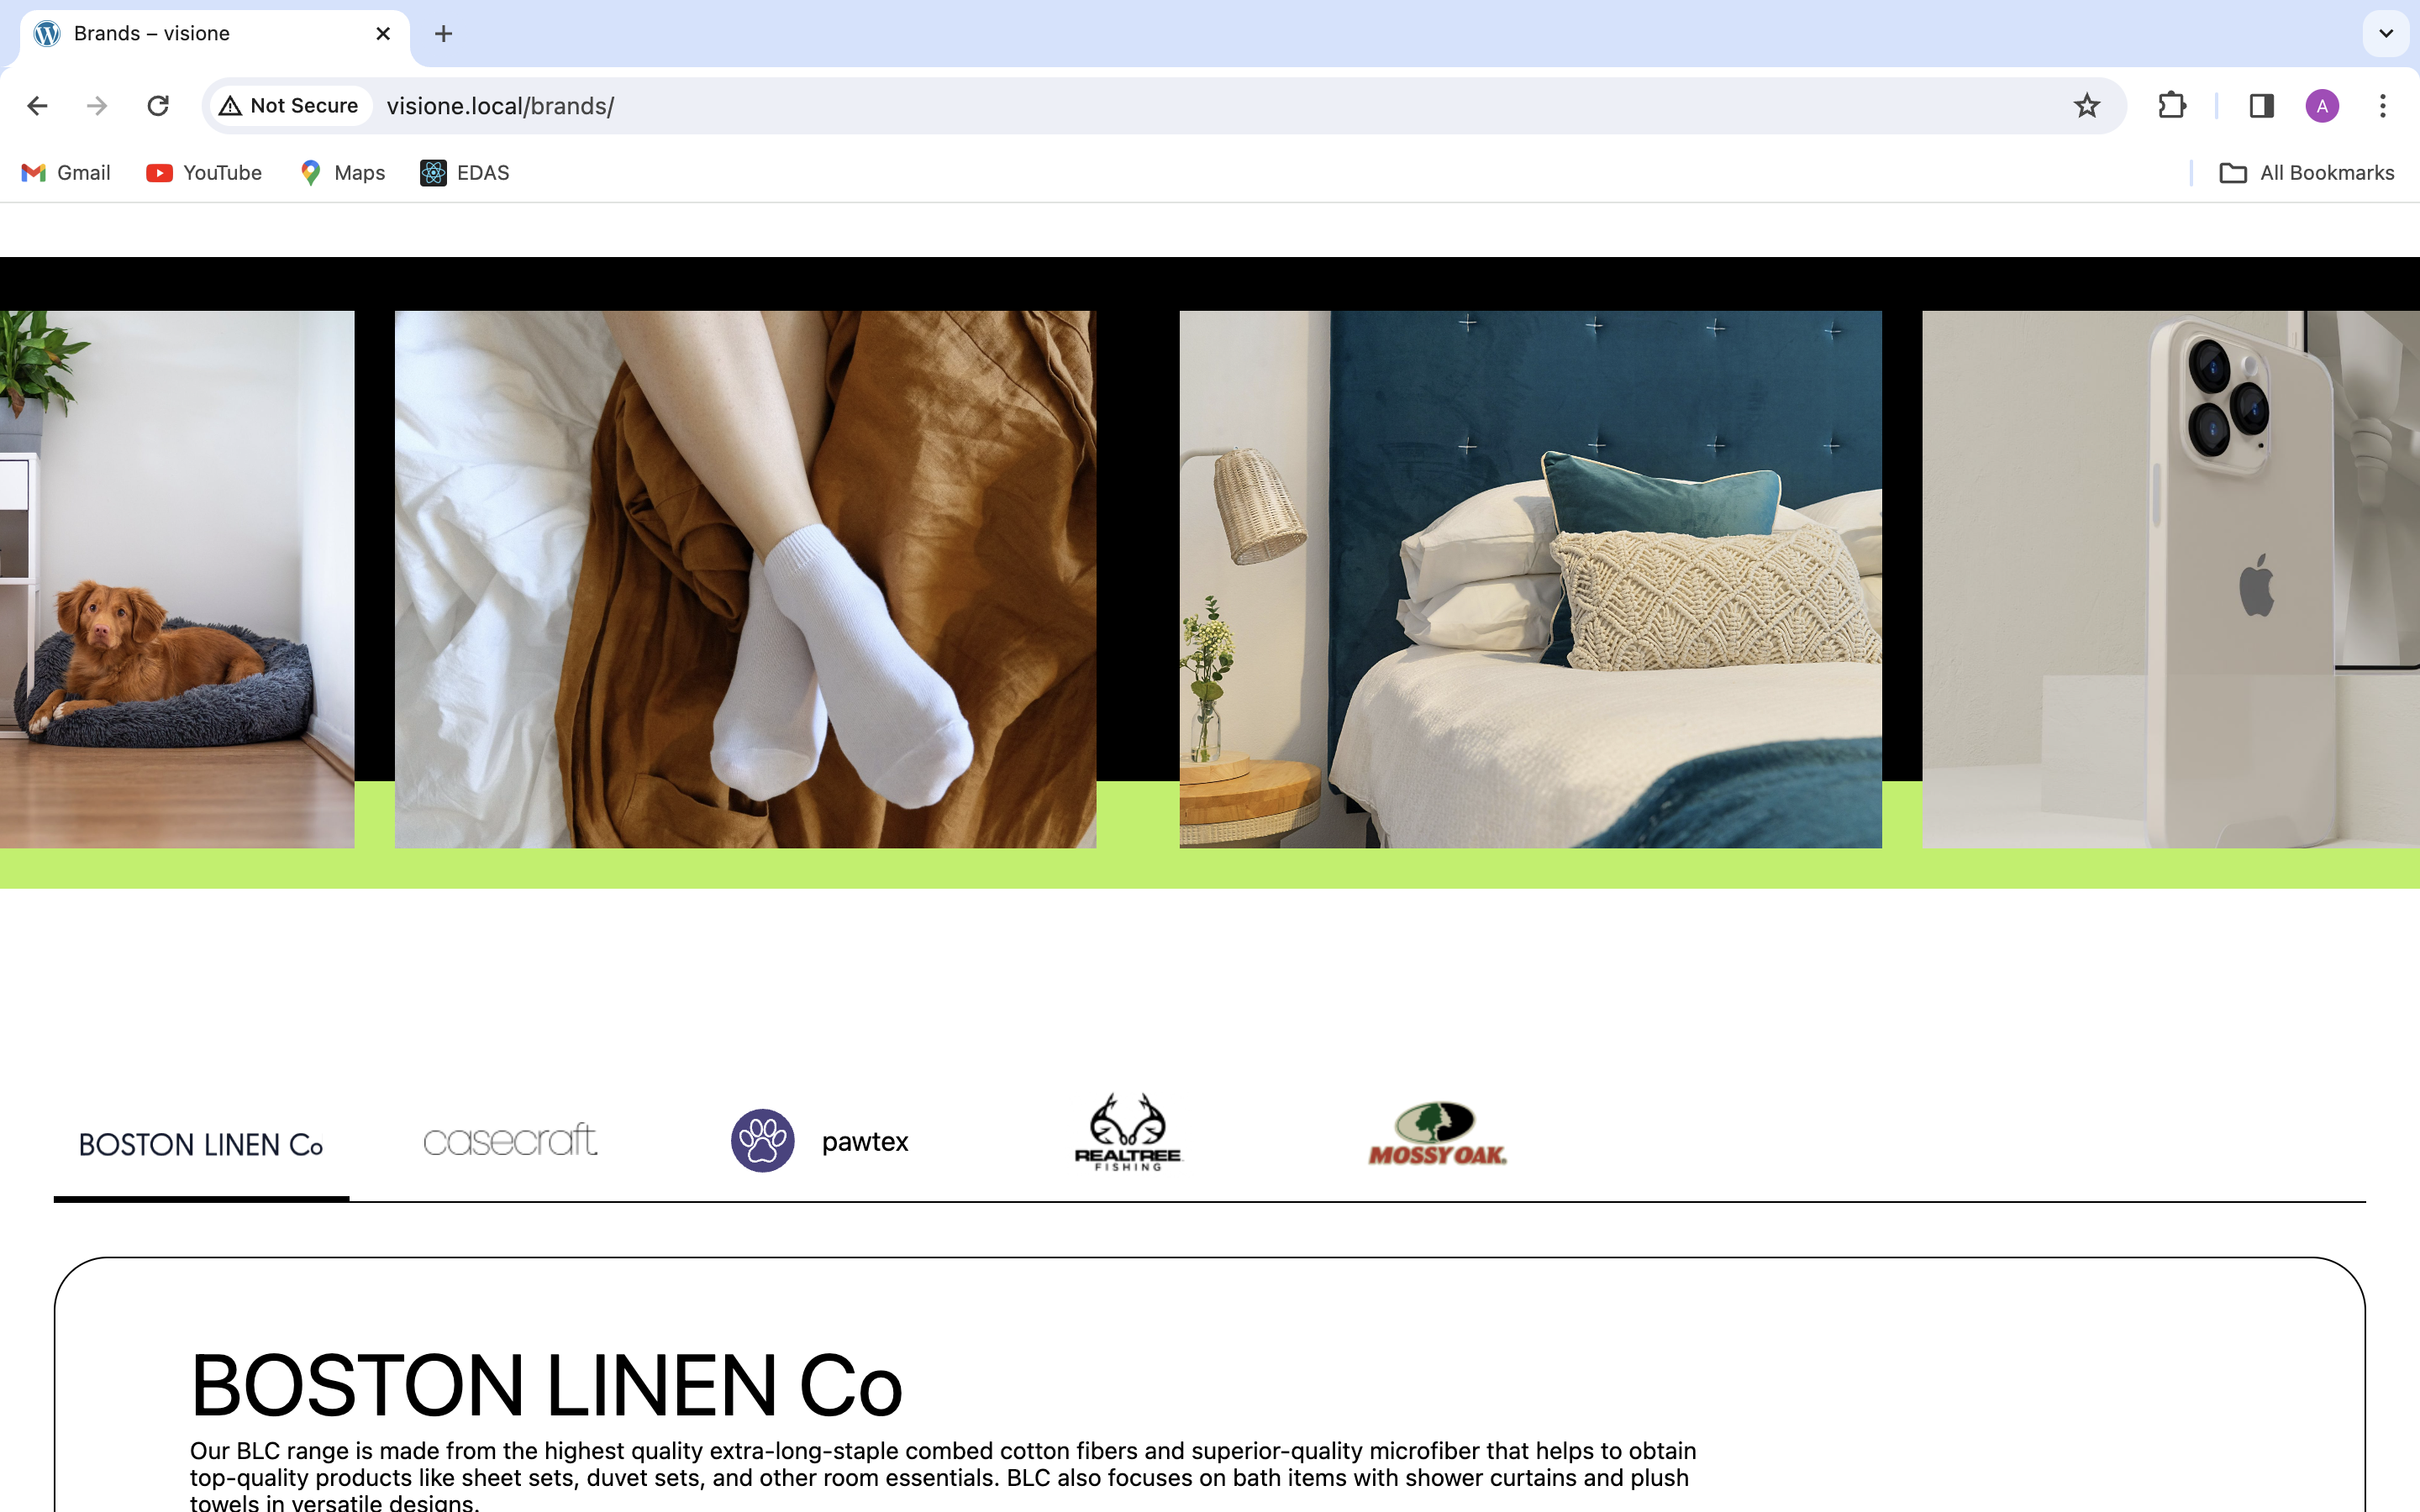 Brands – visione
Not Secure visione.local/brands/
A
Gmail YouTube Maps EDAS All Bookmarks
BOSTON LINEN Co casecraft. pawtex REALTREE FISHING MOSSY OAK
BOSTON LINEN Co
Our BLC range is made from the highest quality extra-long-staple combed cotton fibers and superior-quality microfiber that helps to obtain
top-quality products like sheet sets, duvet sets, and other room essentials. BLC also focuses on bath items with shower curtains and plush
towels in versatile designs.